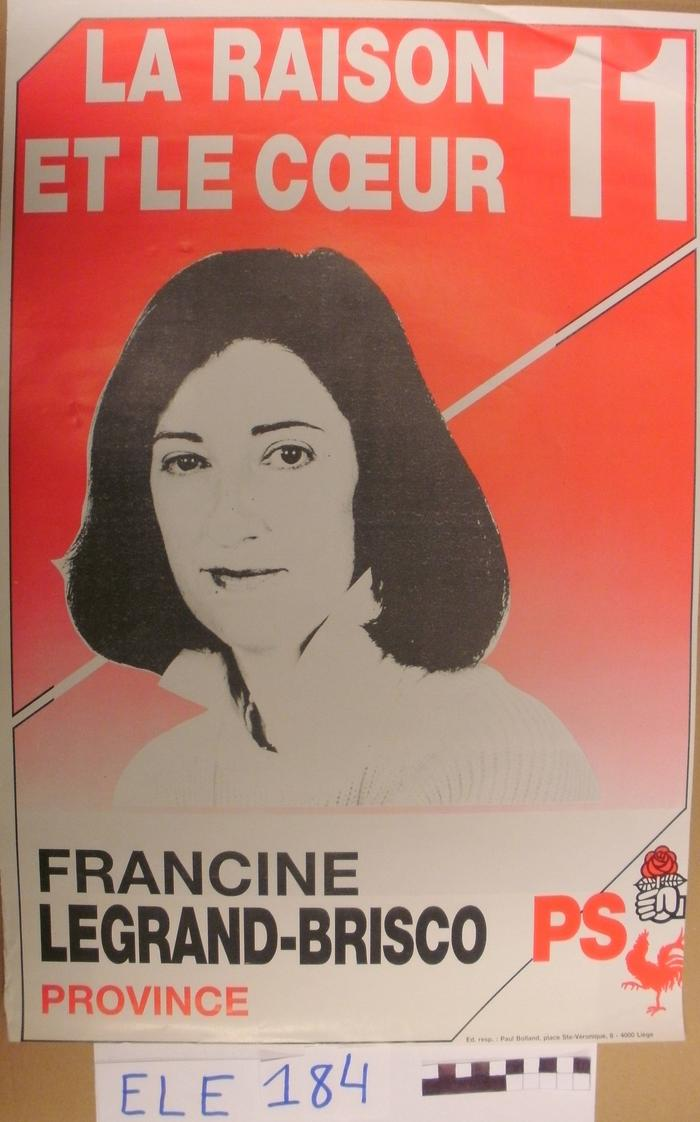 LA RAISON 11
ET LE CŒUR
FRANCINE
LEGRAND-BRISCO
PROVINCE
PS
Ed. resp. : Paul Bolland, place Ste-Véronique, 8 - 4000 Liège
ELE 184